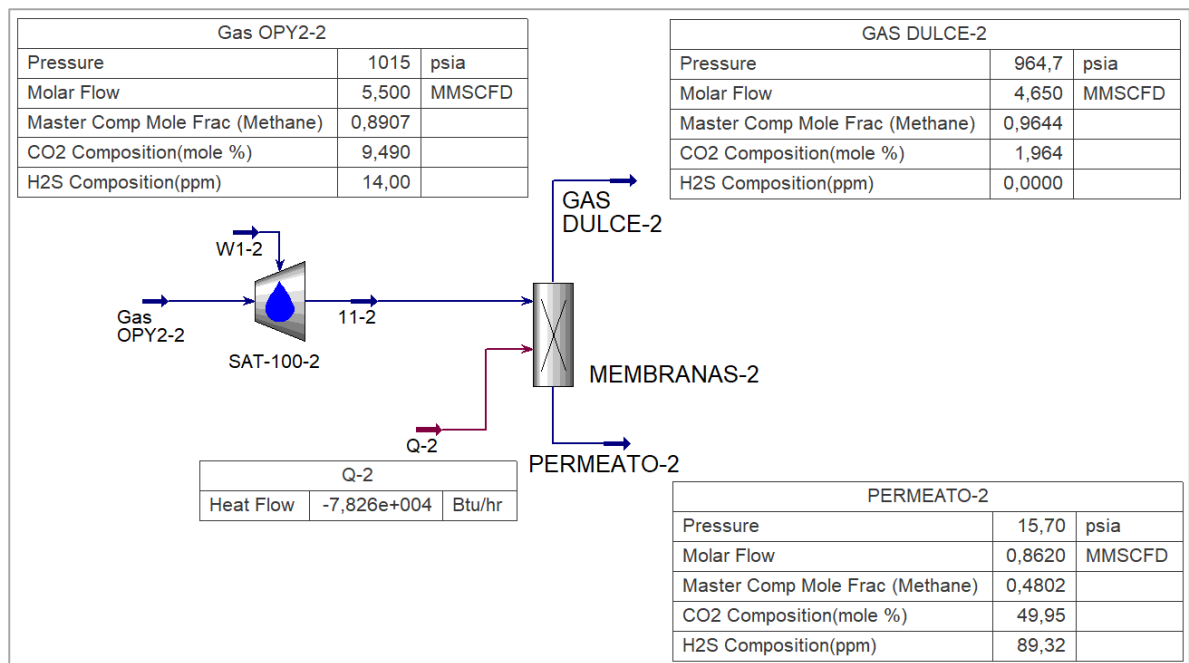 Gas OPY2-2
Pressure 1015 psia
Molar Flow 5,500 MMSCFD
Master Comp Mole Frac (Methane) 0,8907
CO2 Composition(mole %) 9,490
H2S Composition(ppm) 14,00
GAS DULCE-2
Pressure 964,7 psia
Molar Flow 4,650 MMSCFD
Master Comp Mole Frac (Methane) 0,9644
CO2 Composition(mole %) 1,964
H2S Composition(ppm) 0,0000
GAS
DULCE-2
W1-2
Gas
OPY2-2
11-2
SAT-100-2
MEMBRANAS-2
Q-2
PERMEATO-2
Q-2
Heat Flow -7,826e+004 Btu/hr
PERMEATO-2
Pressure 15,70 psia
Molar Flow 0,8620 MMSCFD
Master Comp Mole Frac (Methane) 0,4802
CO2 Composition(mole %) 49,95
H2S Composition(ppm) 89,32